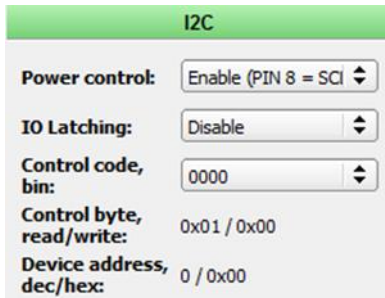 I2C
Power control: Enable (PIN 8 = SCl
IO Latching: Disable
Control code,
bin: 0000
Control byte,
read/write: 0x01 / 0x00
Device address,
dec/hex: 0 / 0x00